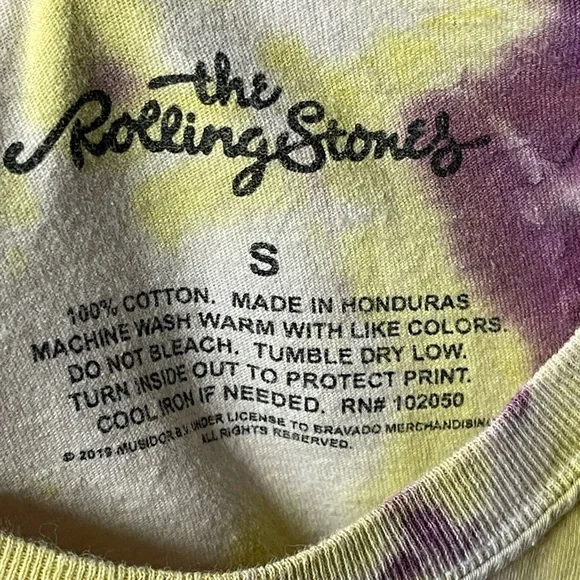 the
Rolling Stones
S
100% COTTON. MADE IN HONDURAS
MACHINE WASH WARM WITH LIKE COLORS.
DO NOT BLEACH. TUMBLE DRY LOW.
TURN INSIDE OUT TO PROTECT PRINT.
COOL IRON IF NEEDED. RN# 102050
© 2019 MUSIDOR B.V. UNDER LICENSE TO BRAVADO MERCHANDISING
ALL RIGHTS RESERVED.